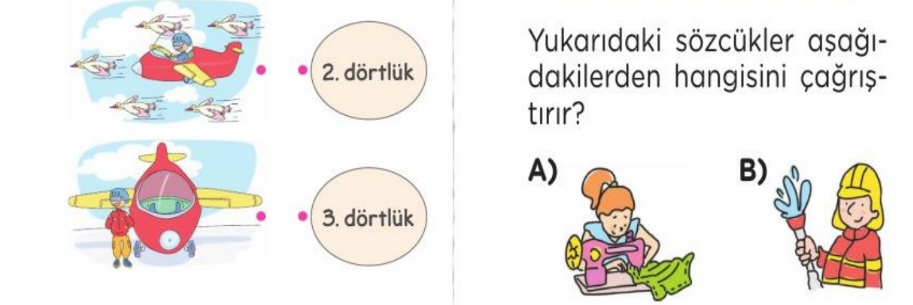 2. dörtlük
3. dörtlük
Yukarıdaki sözcükler aşağı-
dakilerden hangisini çağrış-
tırır?
A)
B)